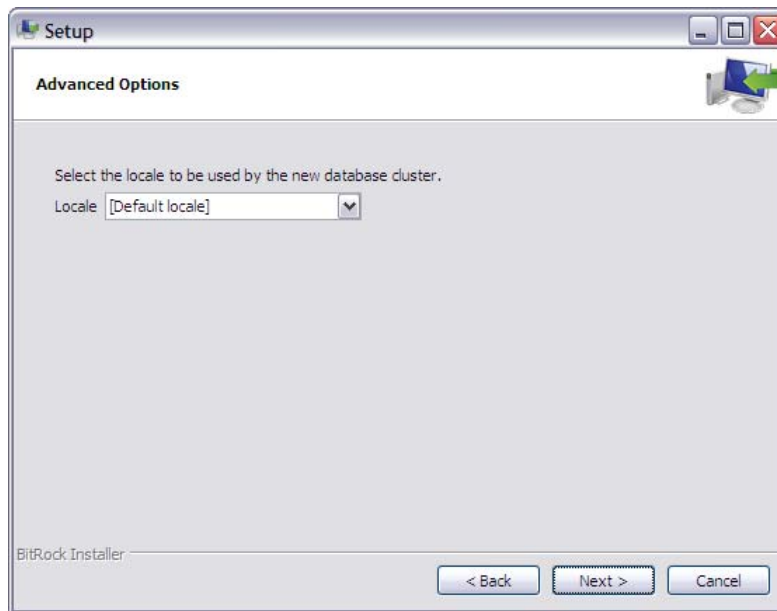 Setup
Advanced Options
Select the locale to be used by the new database cluster.
Locale [Default locale]
BitRock Installer
< Back Next > Cancel